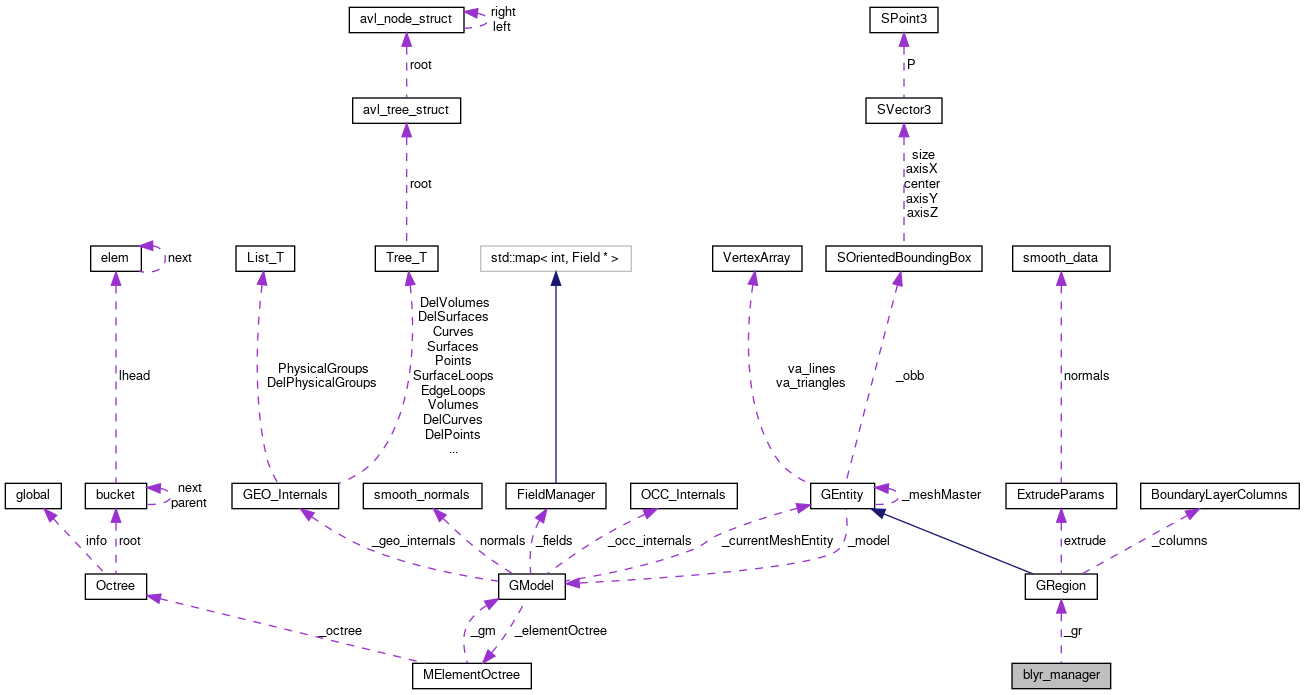 avl_node_struct
right
left
SPoint3
root
P
avl_tree_struct
SVector3
root
size
axisX
center
axisY
axisZ
elem
next
List_T
Tree_T
std::map< int, Field * >
VertexArray
SOrientedBoundingBox
smooth_data
lhead
PhysicalGroups
DelPhysicalGroups
DelVolumes
DelSurfaces
Curves
Surfaces
Points
SurfaceLoops
EdgeLoops
Volumes
DelCurves
DelPoints
...
va_lines
va_triangles
_obb
normals
global
bucket
next
parent
GEO_Internals
smooth_normals
FieldManager
OCC_Internals
GEntity
_meshMaster
ExtrudeParams
BoundaryLayerColumns
info
root
_geo_internals
normals
_fields
_occ_internals
_currentMeshEntity
_model
extrude
_columns
Octree
GModel
GRegion
_octree
_gm
_elementOctree
_gr
MElementOctree
blyr_manager